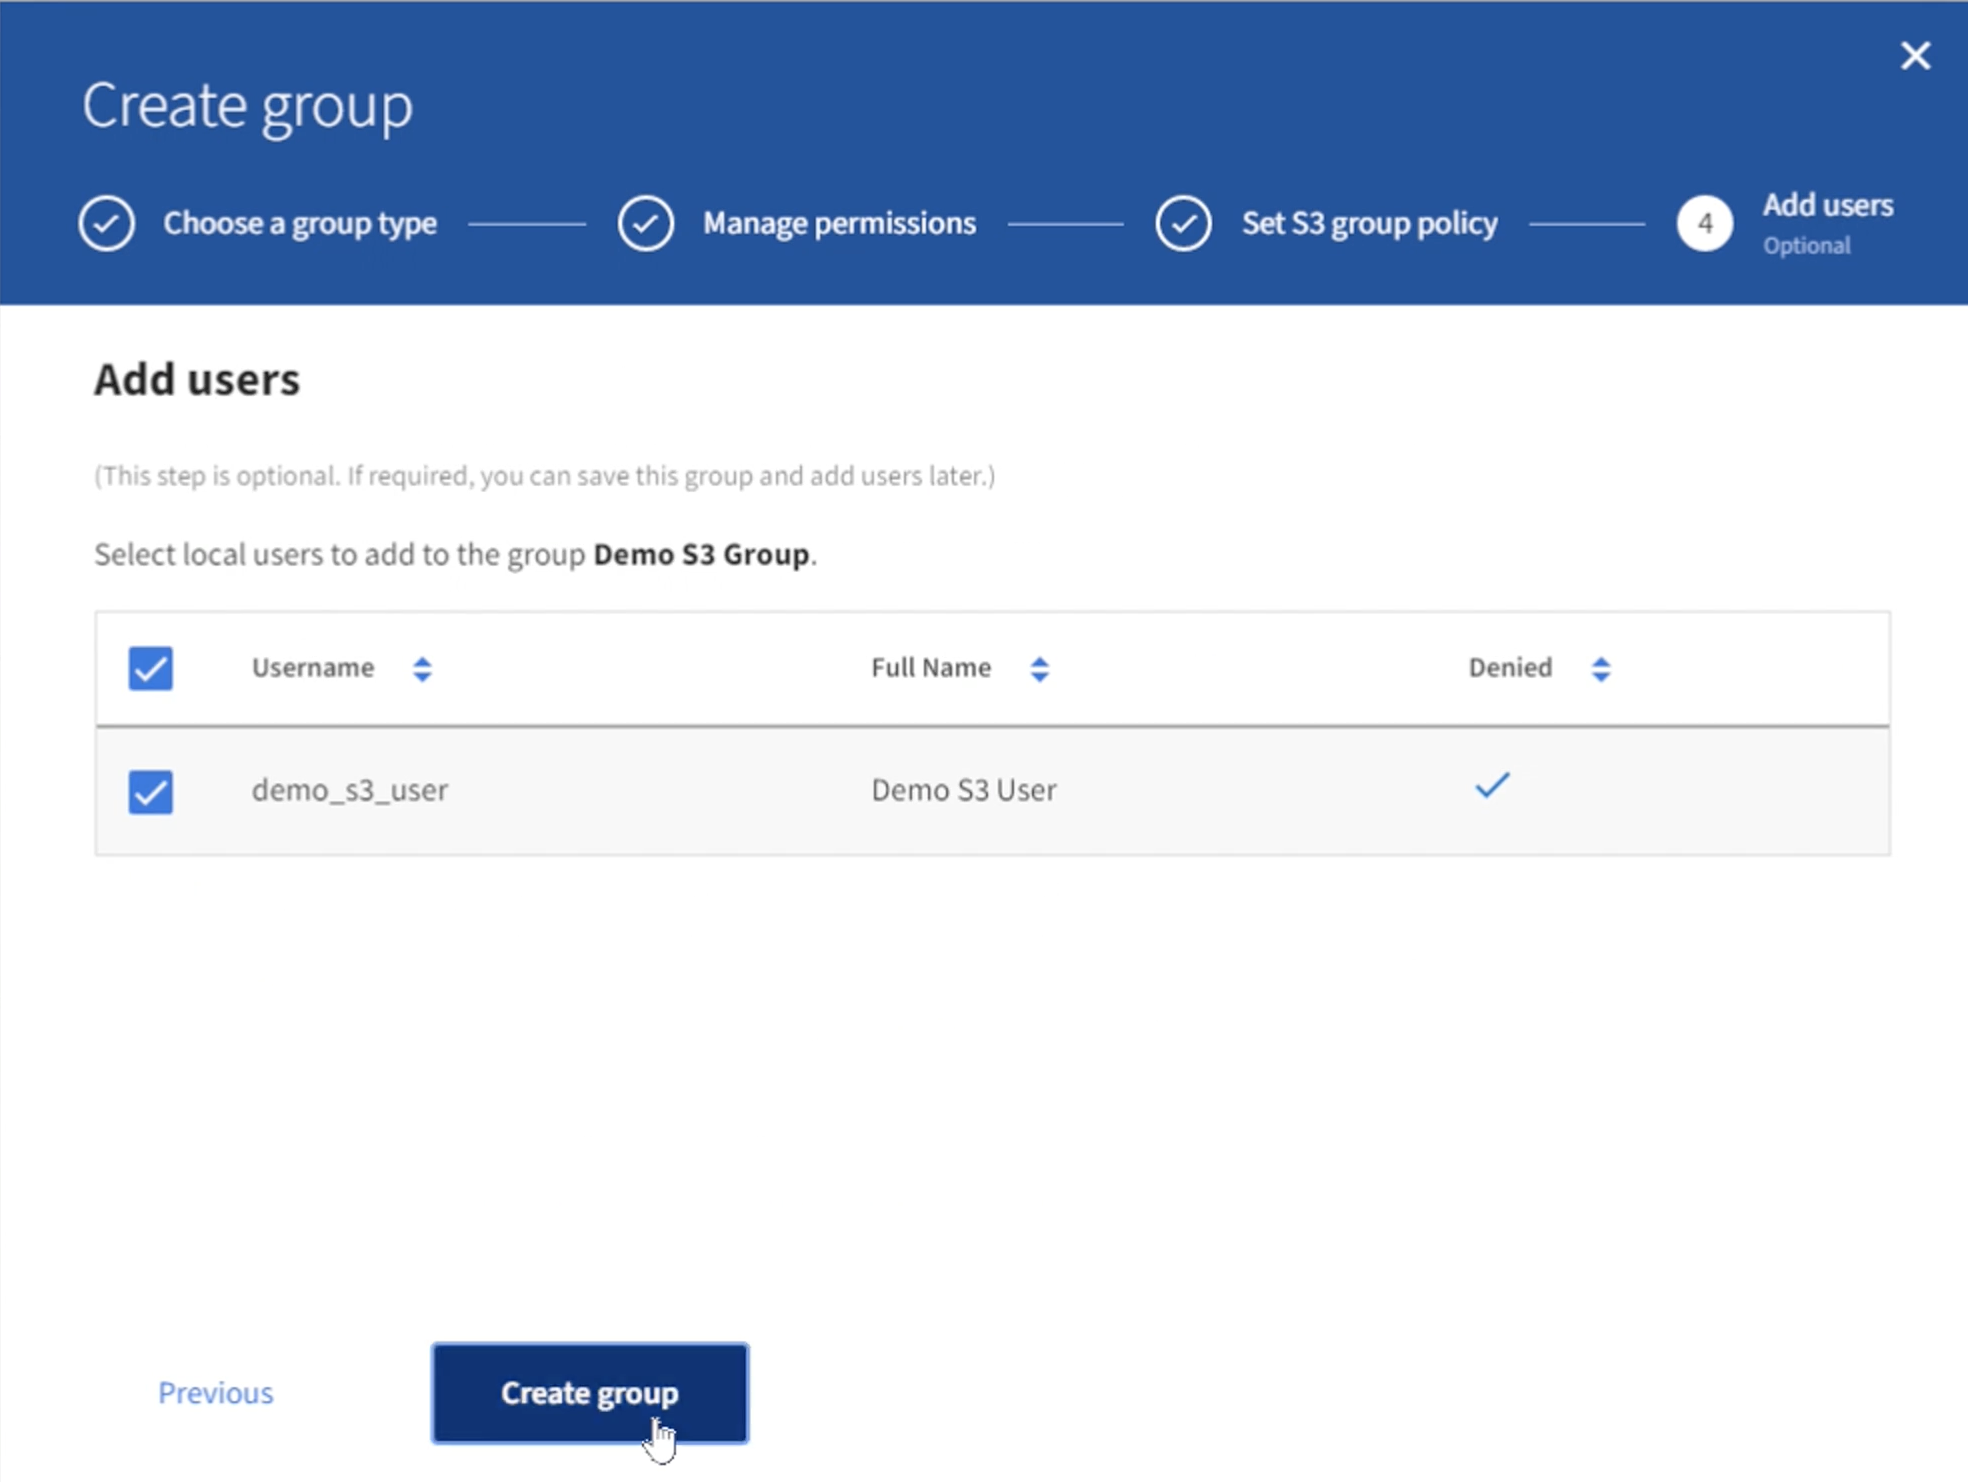 Create group
Choose a group type Manage permissions Set S3 group policy 4 Add users
Optional
Add users
(This step is optional. If required, you can save this group and add users later.)
Select local users to add to the group Demo S3 Group.
Username Full Name Denied
demo_s3_user Demo S3 User
Previous Create group